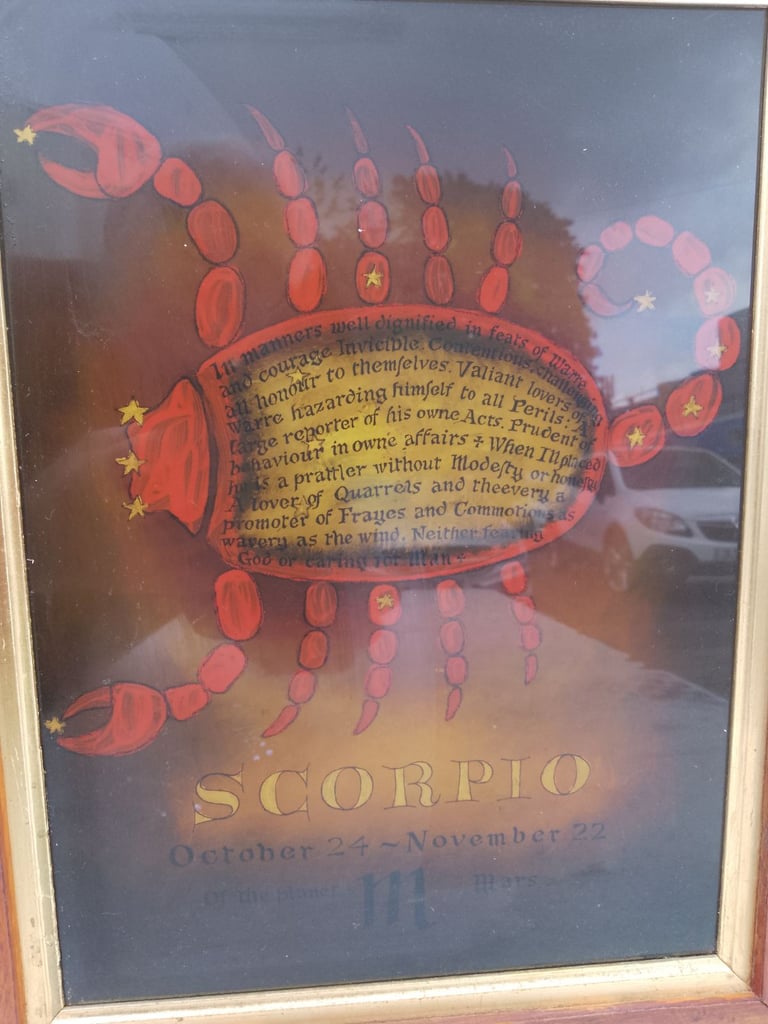 In manners well dignified in feats of Warre
and courage Invicible. Contentious, challenging
all honour to themselves. Valiant lovers of
Warre hazarding himself to all Perils: A
large reporter of his owne Acts. Prudent of
behaviour in owne affairs + When Ill placed
he is a prattler without Modesty or honesty
A lover of Quarrels and theevery a
promoter of Frayes and Commotions as
wavery as the wind. Neither fearing
God or caring for Man +
SCORPIO
October 24 ~ November 22
Of the planet ♏ Mars